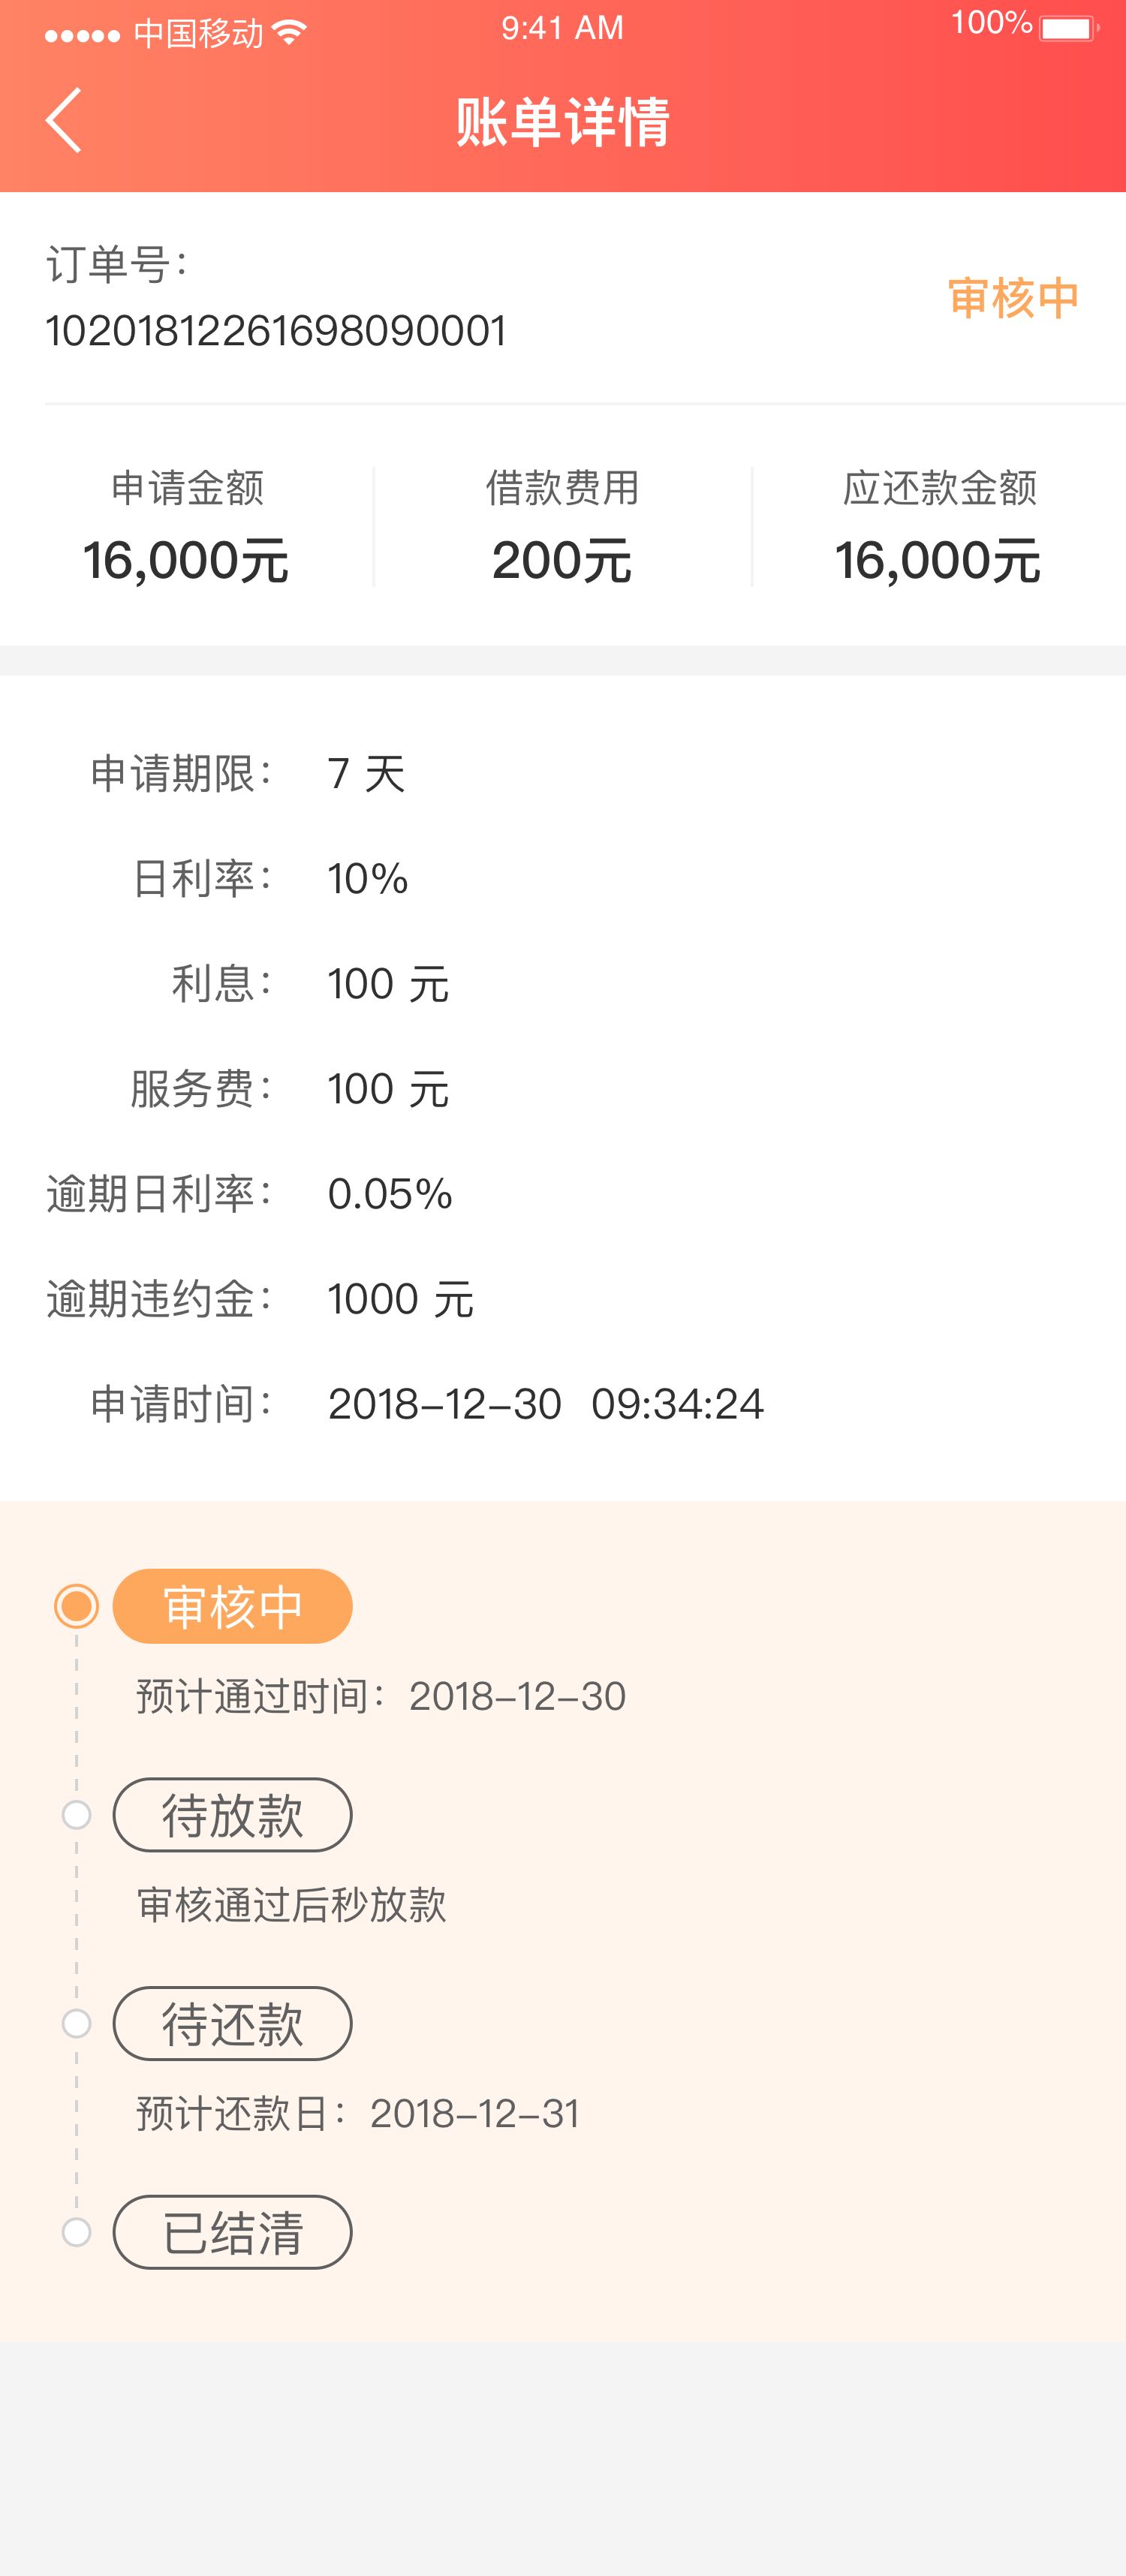 中国移动 9:41 AM 100%
账单详情
订单号：
10201812261698090001
审核中
申请金额 借款费用 应还款金额
16,000元 200元 16,000元
申请期限： 7 天
日利率： 10%
利息： 100 元
服务费： 100 元
逾期日利率： 0.05%
逾期违约金： 1000 元
申请时间： 2018-12-30 09:34:24
审核中
预计通过时间：2018-12-30
待放款
审核通过后秒放款
待还款
预计还款日：2018-12-31
已结清